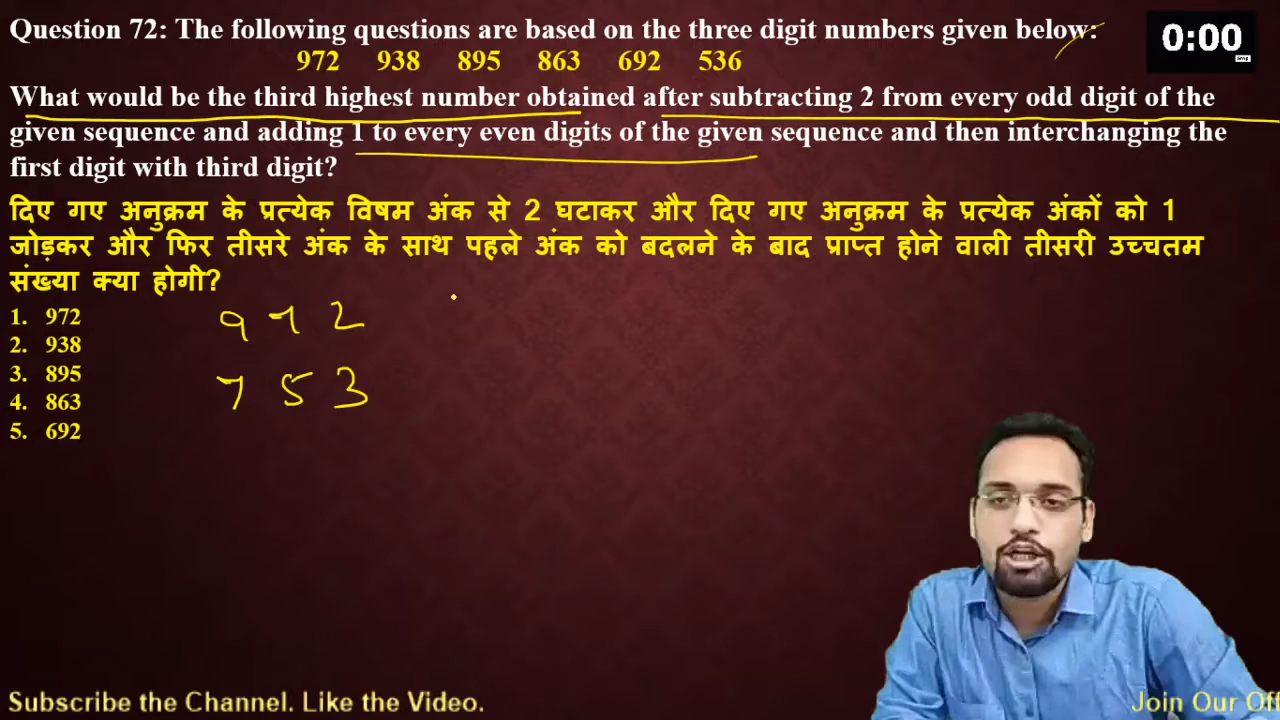 Question 72: The following questions are based on the three digit numbers given below:
0:00
972 938 895 863 692 536
What would be the third highest number obtained after subtracting 2 from every odd digit of the
given sequence and adding 1 to every even digits of the given sequence and then interchanging the
first digit with third digit?
दिए गए अनुक्रम के प्रत्येक विषम अंक से 2 घटाकर और दिए गए अनुक्रम के प्रत्येक अंकों को 1
जोड़कर और फिर तीसरे अंक के साथ पहले अंक को बदलने के बाद प्राप्त होने वाली तीसरी उच्चतम
संख्या क्या होगी?
1. 972
2. 938
3. 895
4. 863
5. 692
9 7 2
7 5 3
Subscribe the Channel. Like the Video.
Join Our Off